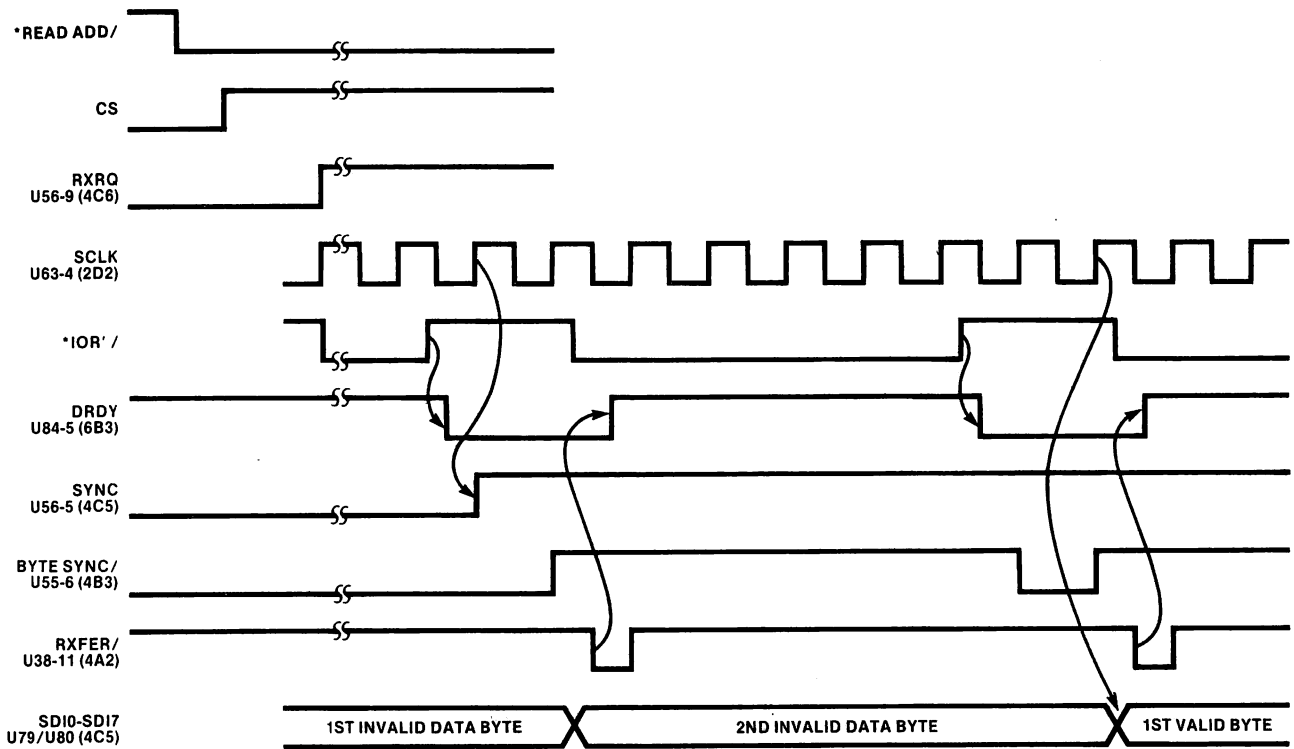 *READ ADD/
CS
RXRQ
U56-9 (4C6)
SCLK
U63-4 (2D2)
*IOR' /
DRDY
U84-5 (6B3)
SYNC
U56-5 (4C5)
BYTE SYNC/
U55-6 (4B3)
RXFER/
U38-11 (4A2)
SDI0-SDI7
U79/U80 (4C5)
1ST INVALID DATA BYTE
2ND INVALID DATA BYTE
1ST VALID BYTE